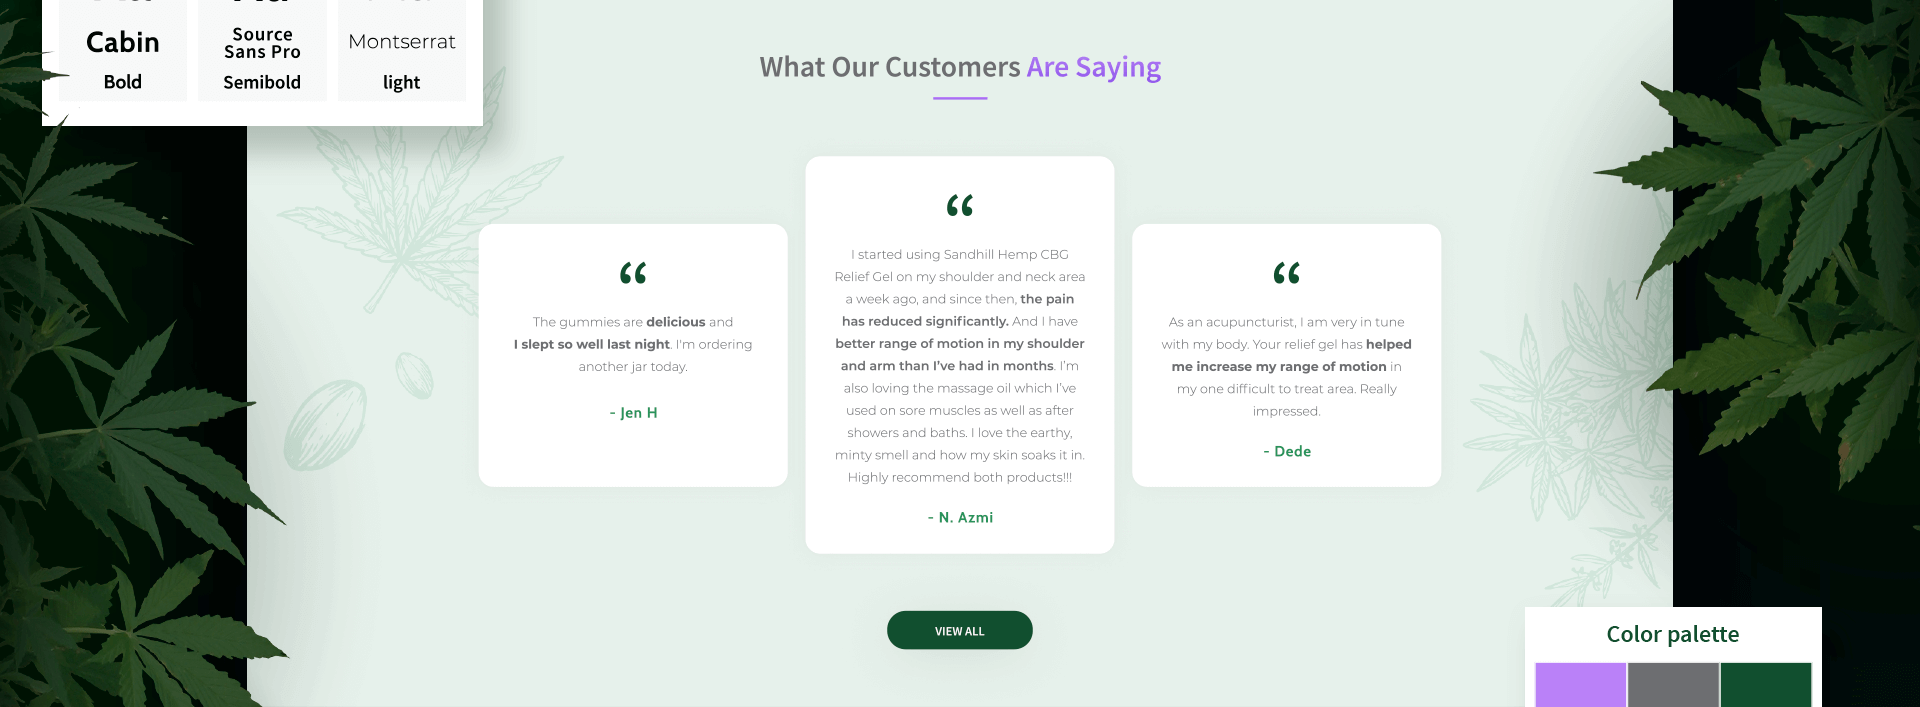 Cabin
Bold
Source
Sans Pro
Semibold
Montserrat
light
What Our Customers Are Saying
“
The gummies are delicious and
I slept so well last night. I'm ordering
another jar today.
- Jen H
“
I started using Sandhill Hemp CBG
Relief Gel on my shoulder and neck area
a week ago, and since then, the pain
has reduced significantly. And I have
better range of motion in my shoulder
and arm than I’ve had in months. I’m
also loving the massage oil which I’ve
used on sore muscles as well as after
showers and baths. I love the earthy,
minty smell and how my skin soaks it in.
Highly recommend both products!!!
- N. Azmi
“
As an acupuncturist, I am very in tune
with my body. Your relief gel has helped
me increase my range of motion in
my one difficult to treat area. Really
impressed.
- Dede
VIEW ALL
Color palette